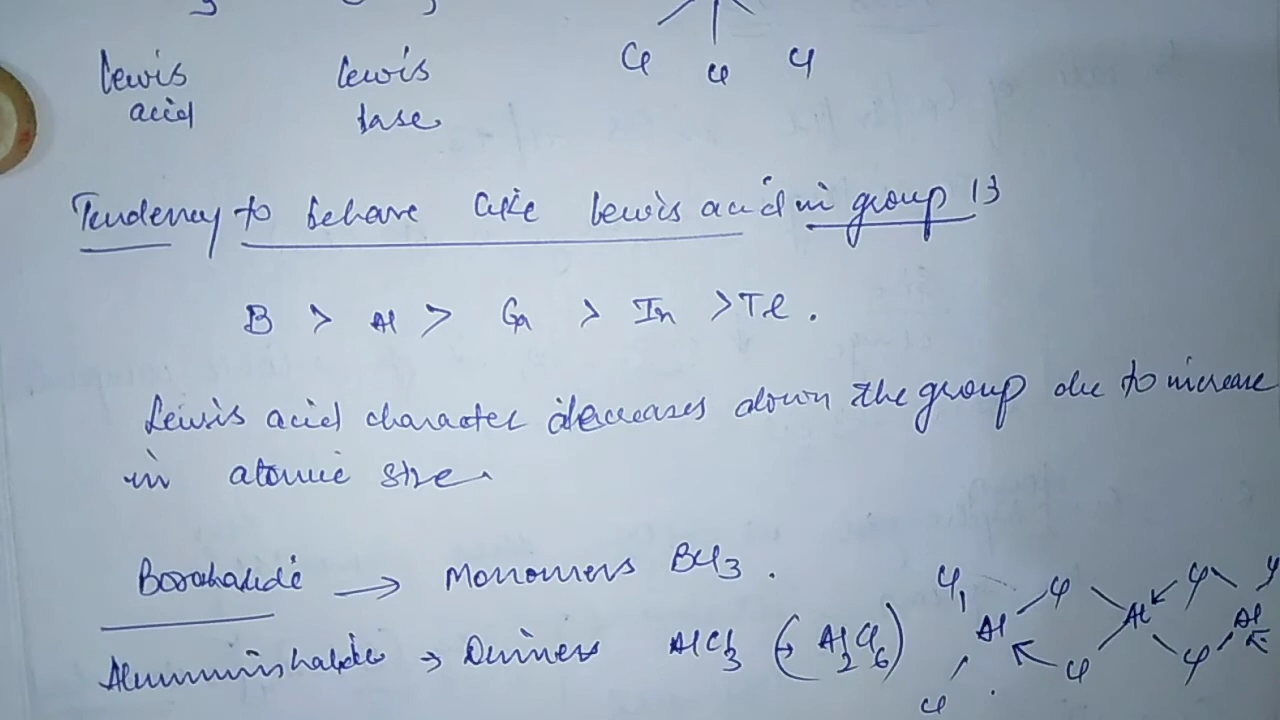 Cl Cl Cl
Lewis Lewis
acid base
Tendency to behave like lewis acid in group 13
B > Al > Ga > In > Tl.
Lewis acid character decreases down the group due to increase
in atomic size
Boronhalide → Monomers BCl3.
Aluminiumhalide → Dimers AlCl3 (→ Al2Cl6)
Cl Cl Cl Cl
Al Al Al
Cl Cl Cl